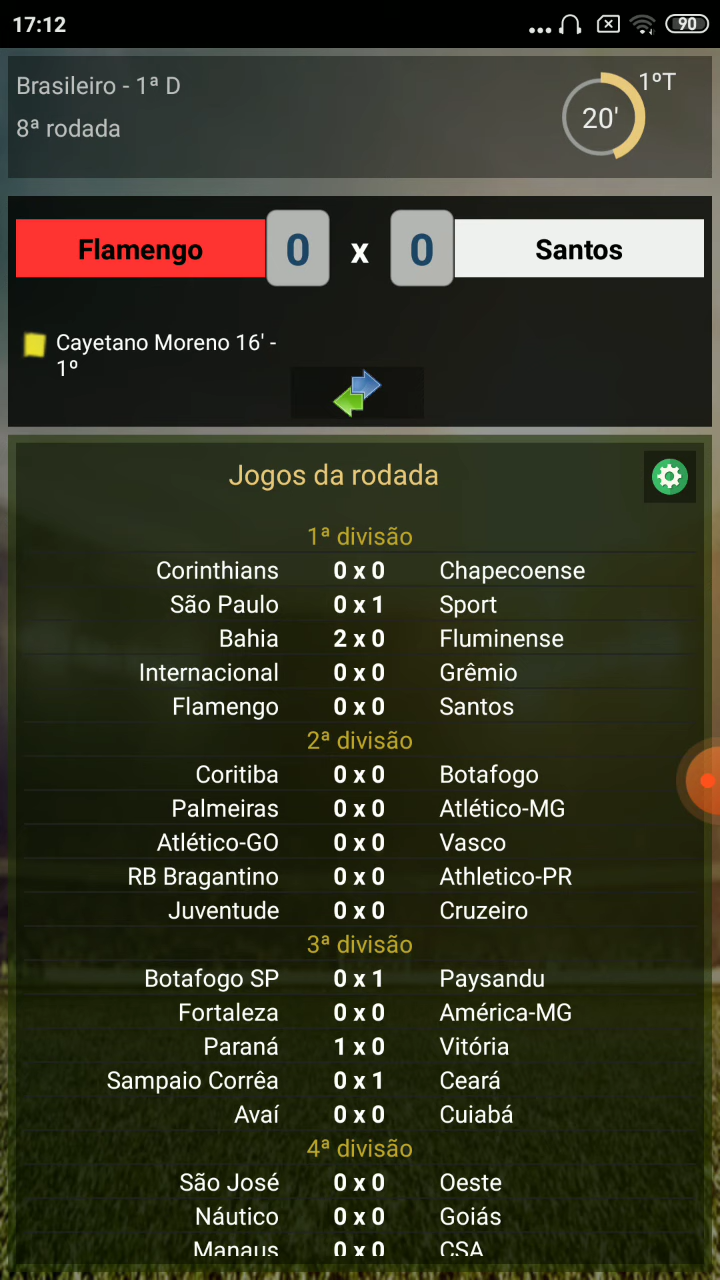 17:12
90
Brasileiro - 1ª D
1ºT
20'
8ª rodada
Flamengo 0 x 0 Santos
Cayetano Moreno 16' -
1º
Jogos da rodada
1ª divisão
Corinthians 0 x 0 Chapecoense
São Paulo 0 x 1 Sport
Bahia 2 x 0 Fluminense
Internacional 0 x 0 Grêmio
Flamengo 0 x 0 Santos
2ª divisão
Coritiba 0 x 0 Botafogo
Palmeiras 0 x 0 Atlético-MG
Atlético-GO 0 x 0 Vasco
RB Bragantino 0 x 0 Athletico-PR
Juventude 0 x 0 Cruzeiro
3ª divisão
Botafogo SP 0 x 1 Paysandu
Fortaleza 0 x 0 América-MG
Paraná 1 x 0 Vitória
Sampaio Corrêa 0 x 1 Ceará
Avaí 0 x 0 Cuiabá
4ª divisão
São José 0 x 0 Oeste
Náutico 0 x 0 Goiás
Manaus 0 x 0 CSA